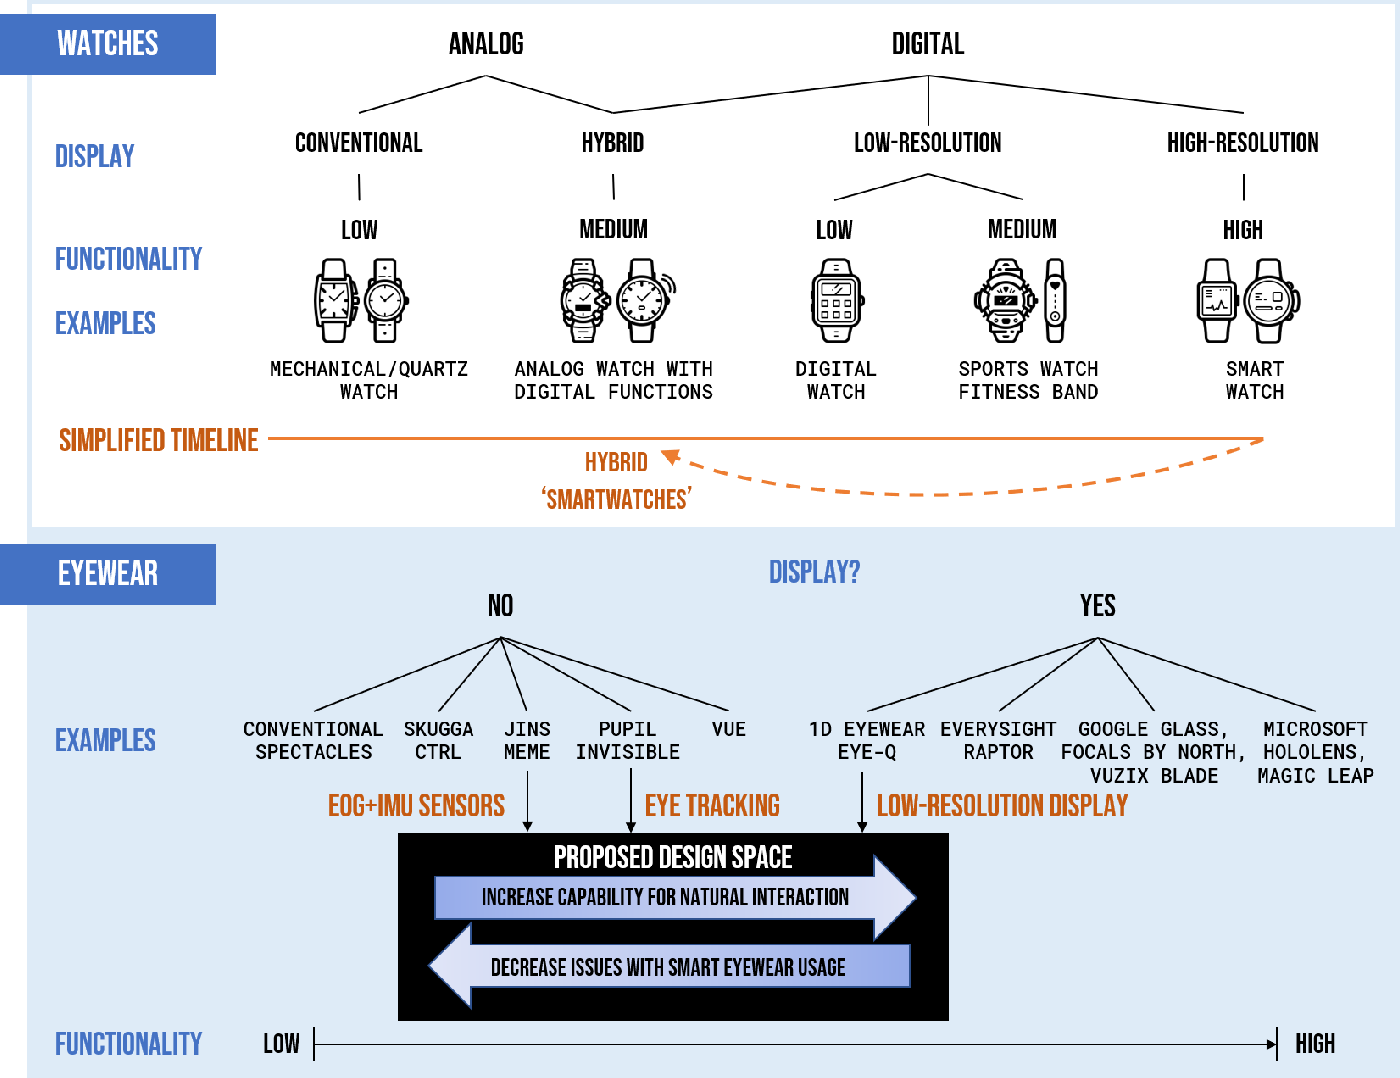 WATCHES
ANALOG DIGITAL
DISPLAY
CONVENTIONAL HYBRID LOW-RESOLUTION HIGH-RESOLUTION
LOW MEDIUM LOW MEDIUM HIGH
FUNCTIONALITY
EXAMPLES
MECHANICAL/QUARTZ ANALOG WATCH WITH DIGITAL SPORTS WATCH SMART
WATCH DIGITAL FUNCTIONS WATCH FITNESS BAND WATCH
SIMPLIFIED TIMELINE
HYBRID
‘SMARTWATCHES’
EYEWEAR
DISPLAY?
NO YES
EXAMPLES
CONVENTIONAL SKUGGA JINS PUPIL VUE 1D EYEWEAR EVERYSIGHT GOOGLE GLASS, MICROSOFT
SPECTACLES CTRL MEME INVISIBLE EYE-Q RAPTOR FOCALS BY NORTH, HOLOLENS,
VUZIX BLADE MAGIC LEAP
EOG+IMU SENSORS EYE TRACKING LOW-RESOLUTION DISPLAY
PROPOSED DESIGN SPACE
INCREASE CAPABILITY FOR NATURAL INTERACTION
DECREASE ISSUES WITH SMART EYEWEAR USAGE
FUNCTIONALITY LOW HIGH